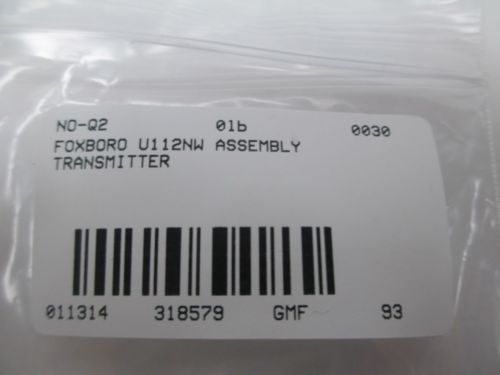 NO-Q2 01b 0030
FOXBORO U112NW ASSEMBLY
TRANSMITTER
011314 318579 GMF 93